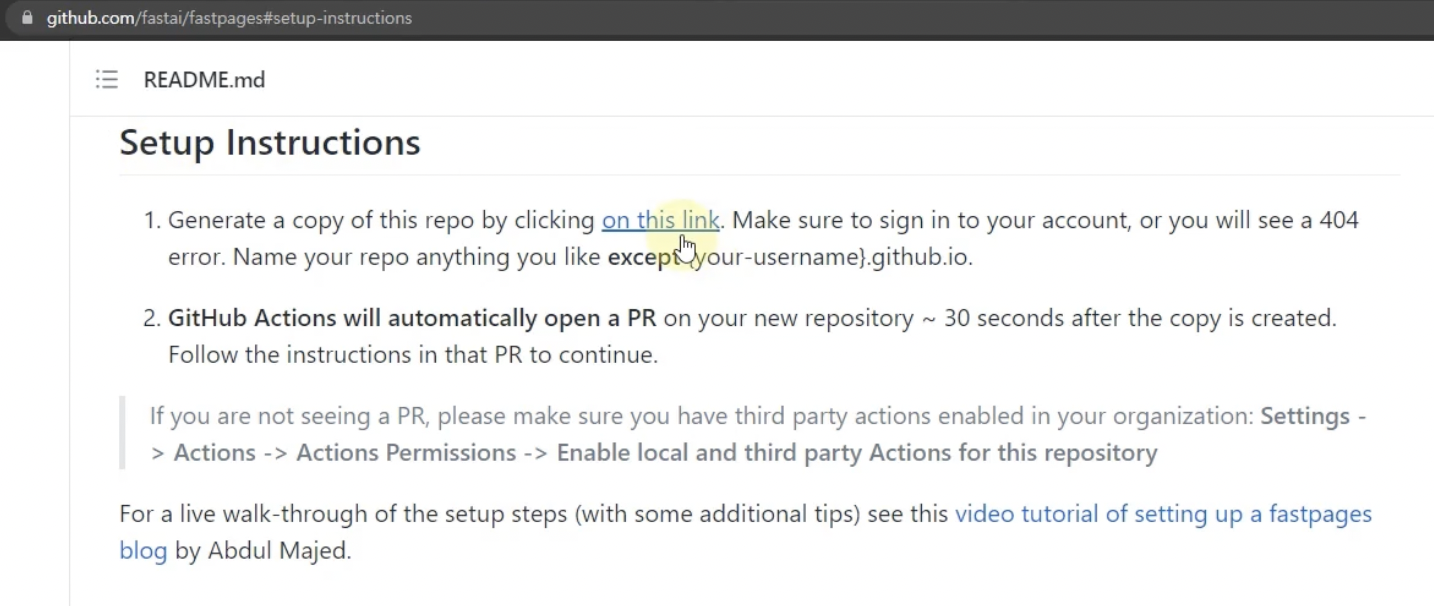 github.com/fastai/fastpages#setup-instructions
README.md
Setup Instructions
1. Generate a copy of this repo by clicking on this link. Make sure to sign in to your account, or you will see a 404
error. Name your repo anything you like except {your-username}.github.io.
2. GitHub Actions will automatically open a PR on your new repository ~ 30 seconds after the copy is created.
Follow the instructions in that PR to continue.
If you are not seeing a PR, please make sure you have third party actions enabled in your organization: Settings -
> Actions -> Actions Permissions -> Enable local and third party Actions for this repository
For a live walk-through of the setup steps (with some additional tips) see this video tutorial of setting up a fastpages
blog by Abdul Majed.